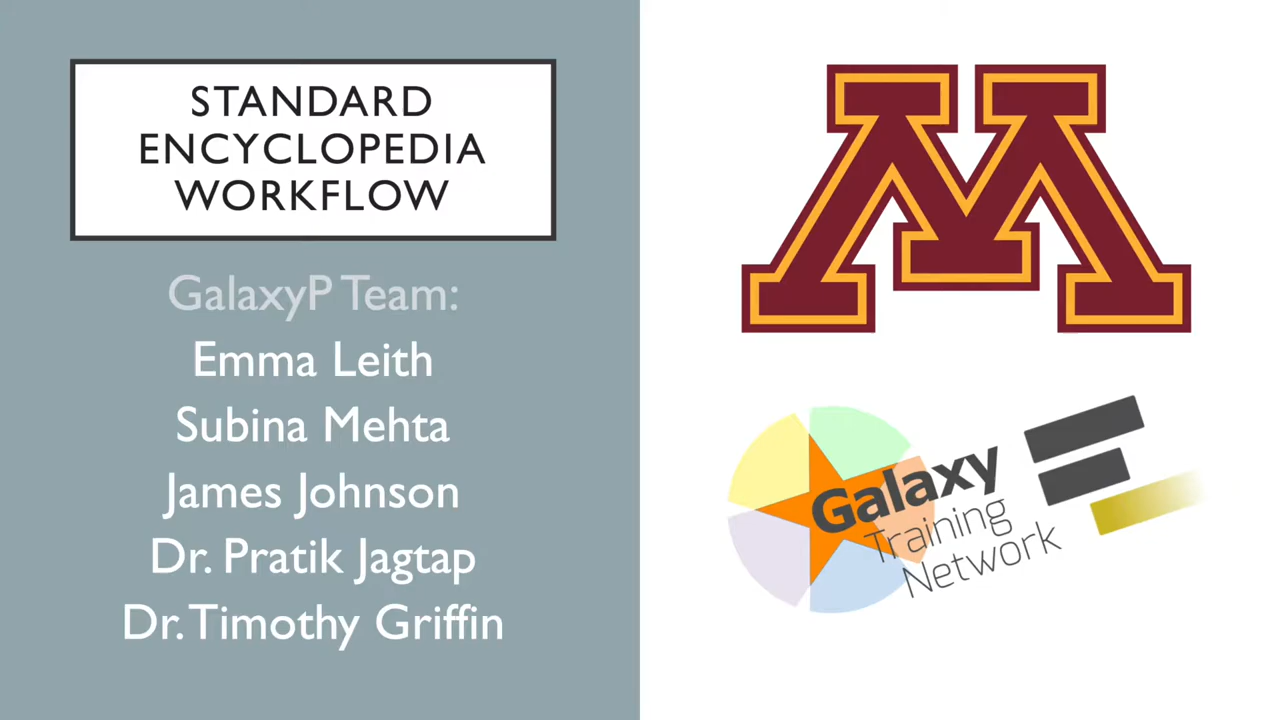 STANDARD
ENCYCLOPEDIA
WORKFLOW
GalaxyP Team:
Emma Leith
Subina Mehta
James Johnson
Dr. Pratik Jagtap
Dr. Timothy Griffin
M
Galaxy
Training
Network